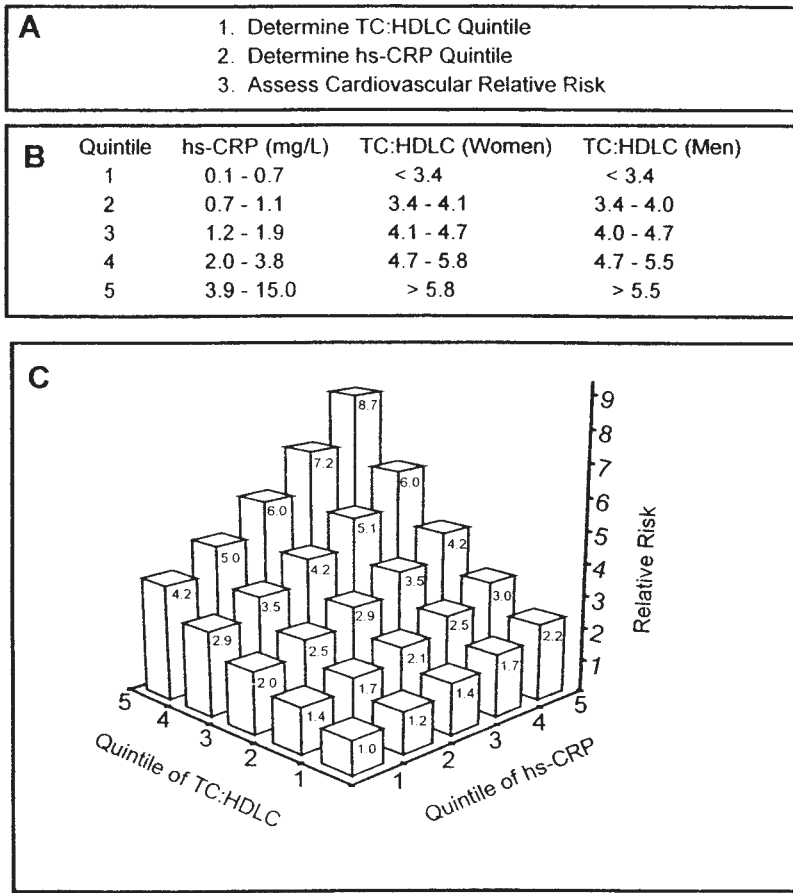 A
1. Determine TC:HDLC Quintile
2. Determine hs-CRP Quintile
3. Assess Cardiovascular Relative Risk
B
Quintile hs-CRP (mg/L) TC:HDLC (Women) TC:HDLC (Men)
1 0.1 - 0.7 < 3.4 < 3.4
2 0.7 - 1.1 3.4 - 4.1 3.4 - 4.0
3 1.2 - 1.9 4.1 - 4.7 4.0 - 4.7
4 2.0 - 3.8 4.7 - 5.8 4.7 - 5.5
5 3.9 - 15.0 > 5.8 > 5.5
C
8.7
7.2 6.0
6.0 5.1 4.2
5.0 4.2 3.5 3.0
4.2 3.5 2.9 2.5 2.2
2.9 2.5 2.1 1.7
2.0 1.7 1.4
1.4 1.2
1.0
9
8
7
6
5
4
3
2
1
Relative Risk
5 4 3 2 1
Quintile of TC:HDLC
1 2 3 4 5
Quintile of hs-CRP